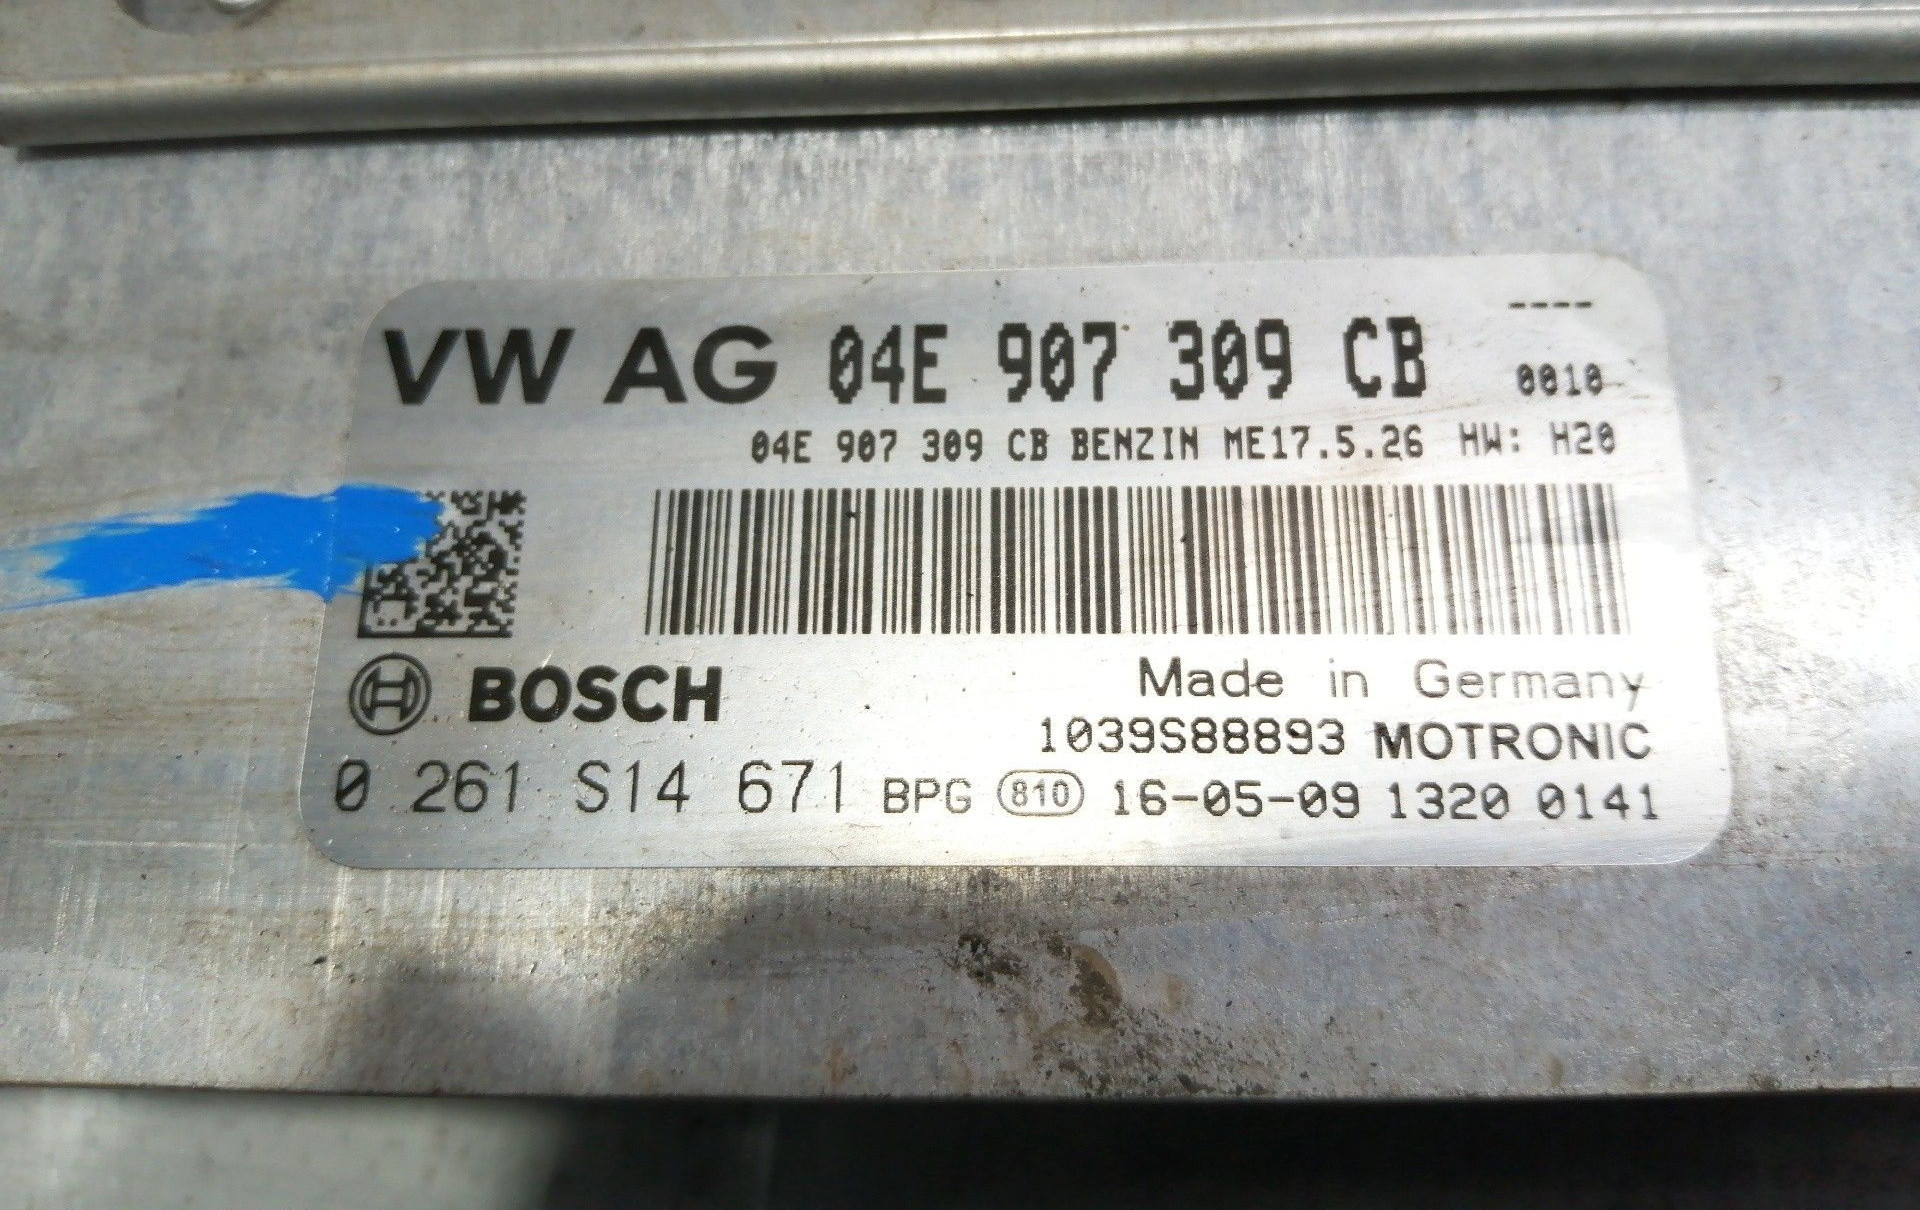 ----
VW AG 04E 907 309 CB 0010
04E 907 309 CB BENZIN ME17.5.26 HW: H20
BOSCH Made in Germany
1039S88893 MOTRONIC
0 261 S14 671 BPG 810 16-05-09 1320 0141